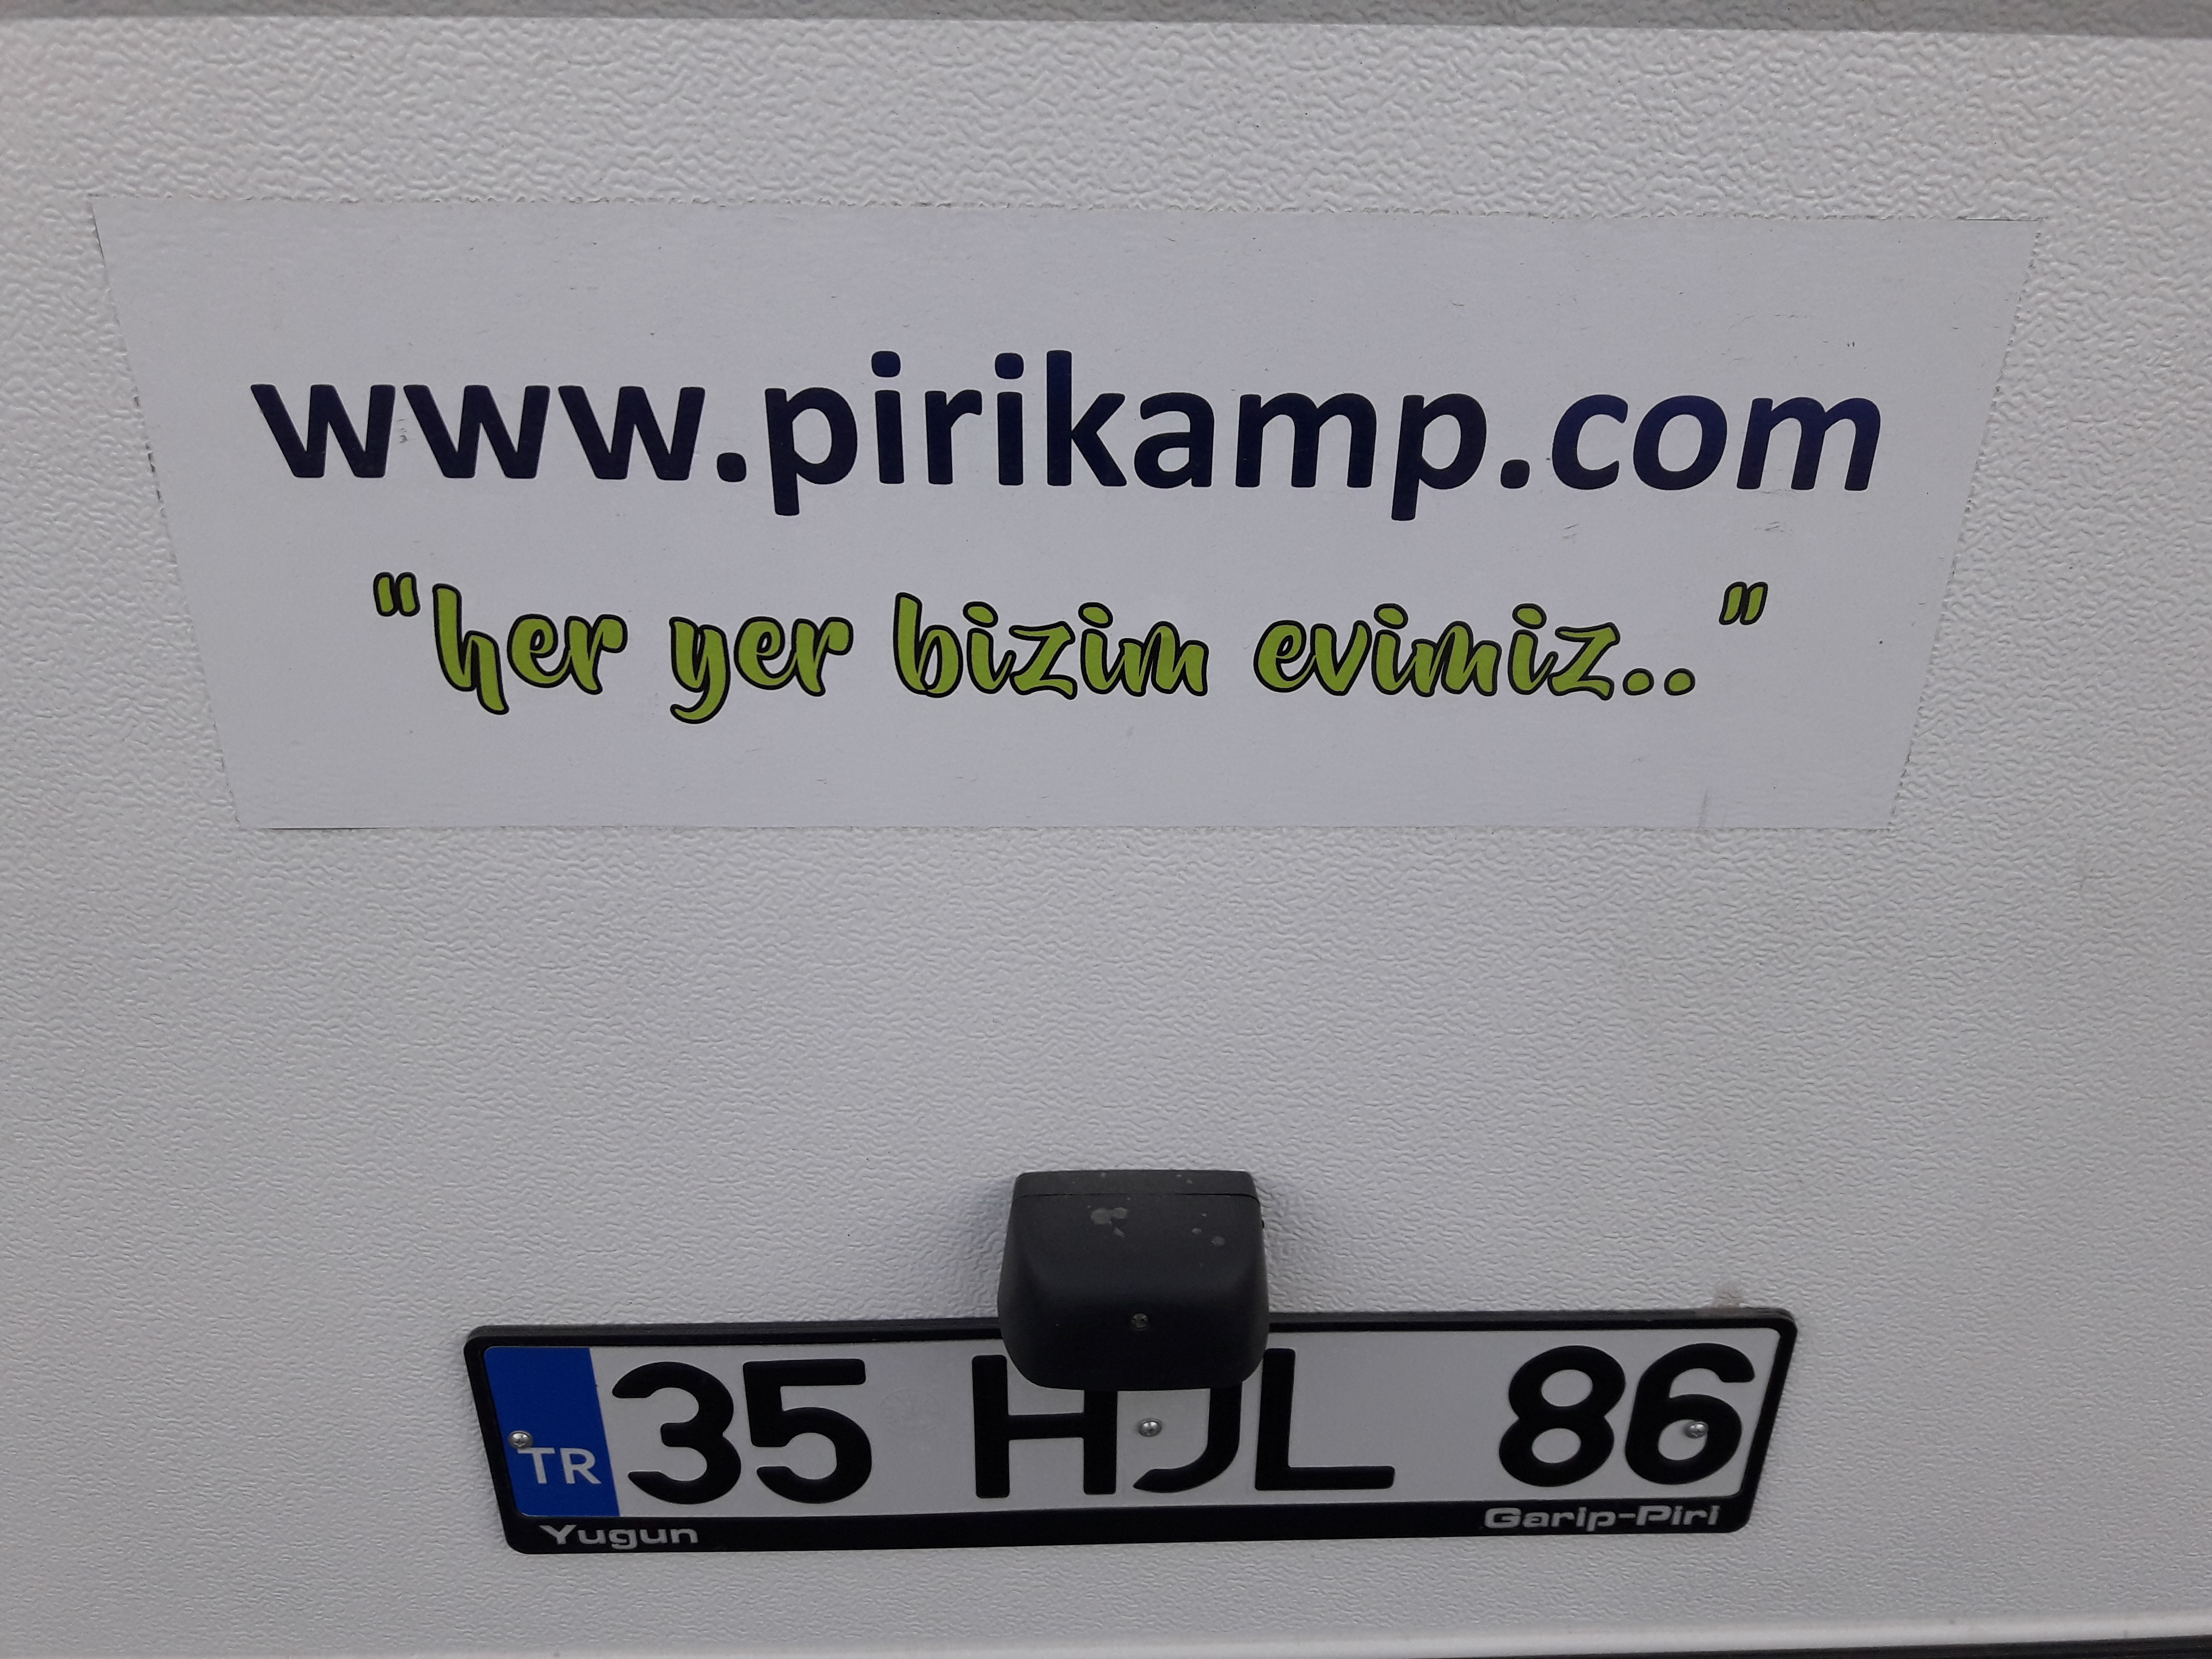 www.pirikamp.com
"her yer bizim evimiz.."
TR 35 HJL 86
Yugun Garip-Piri